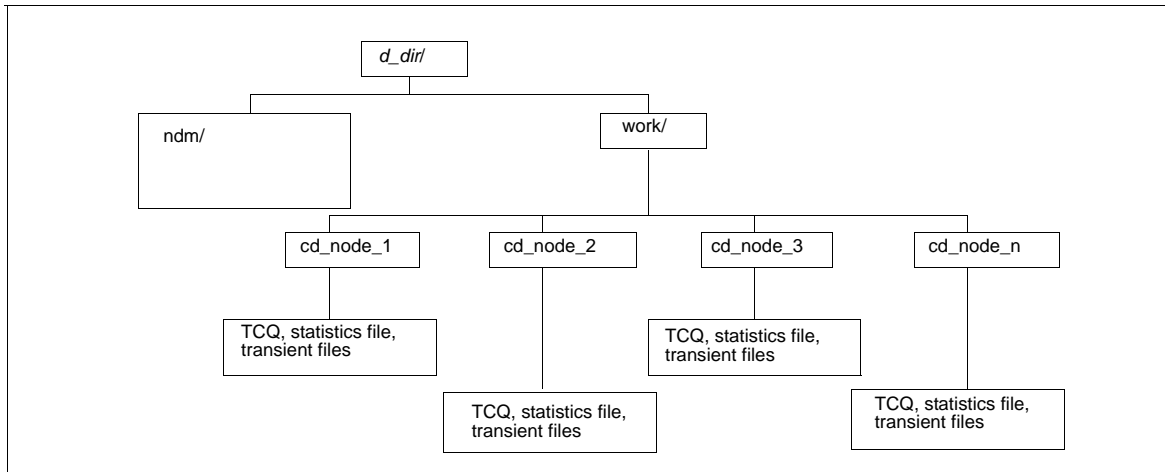 d_dir/
ndm/
work/
cd_node_1
cd_node_2
cd_node_3
cd_node_n
TCQ, statistics file,
transient files
TCQ, statistics file,
transient files
TCQ, statistics file,
transient files
TCQ, statistics file,
transient files